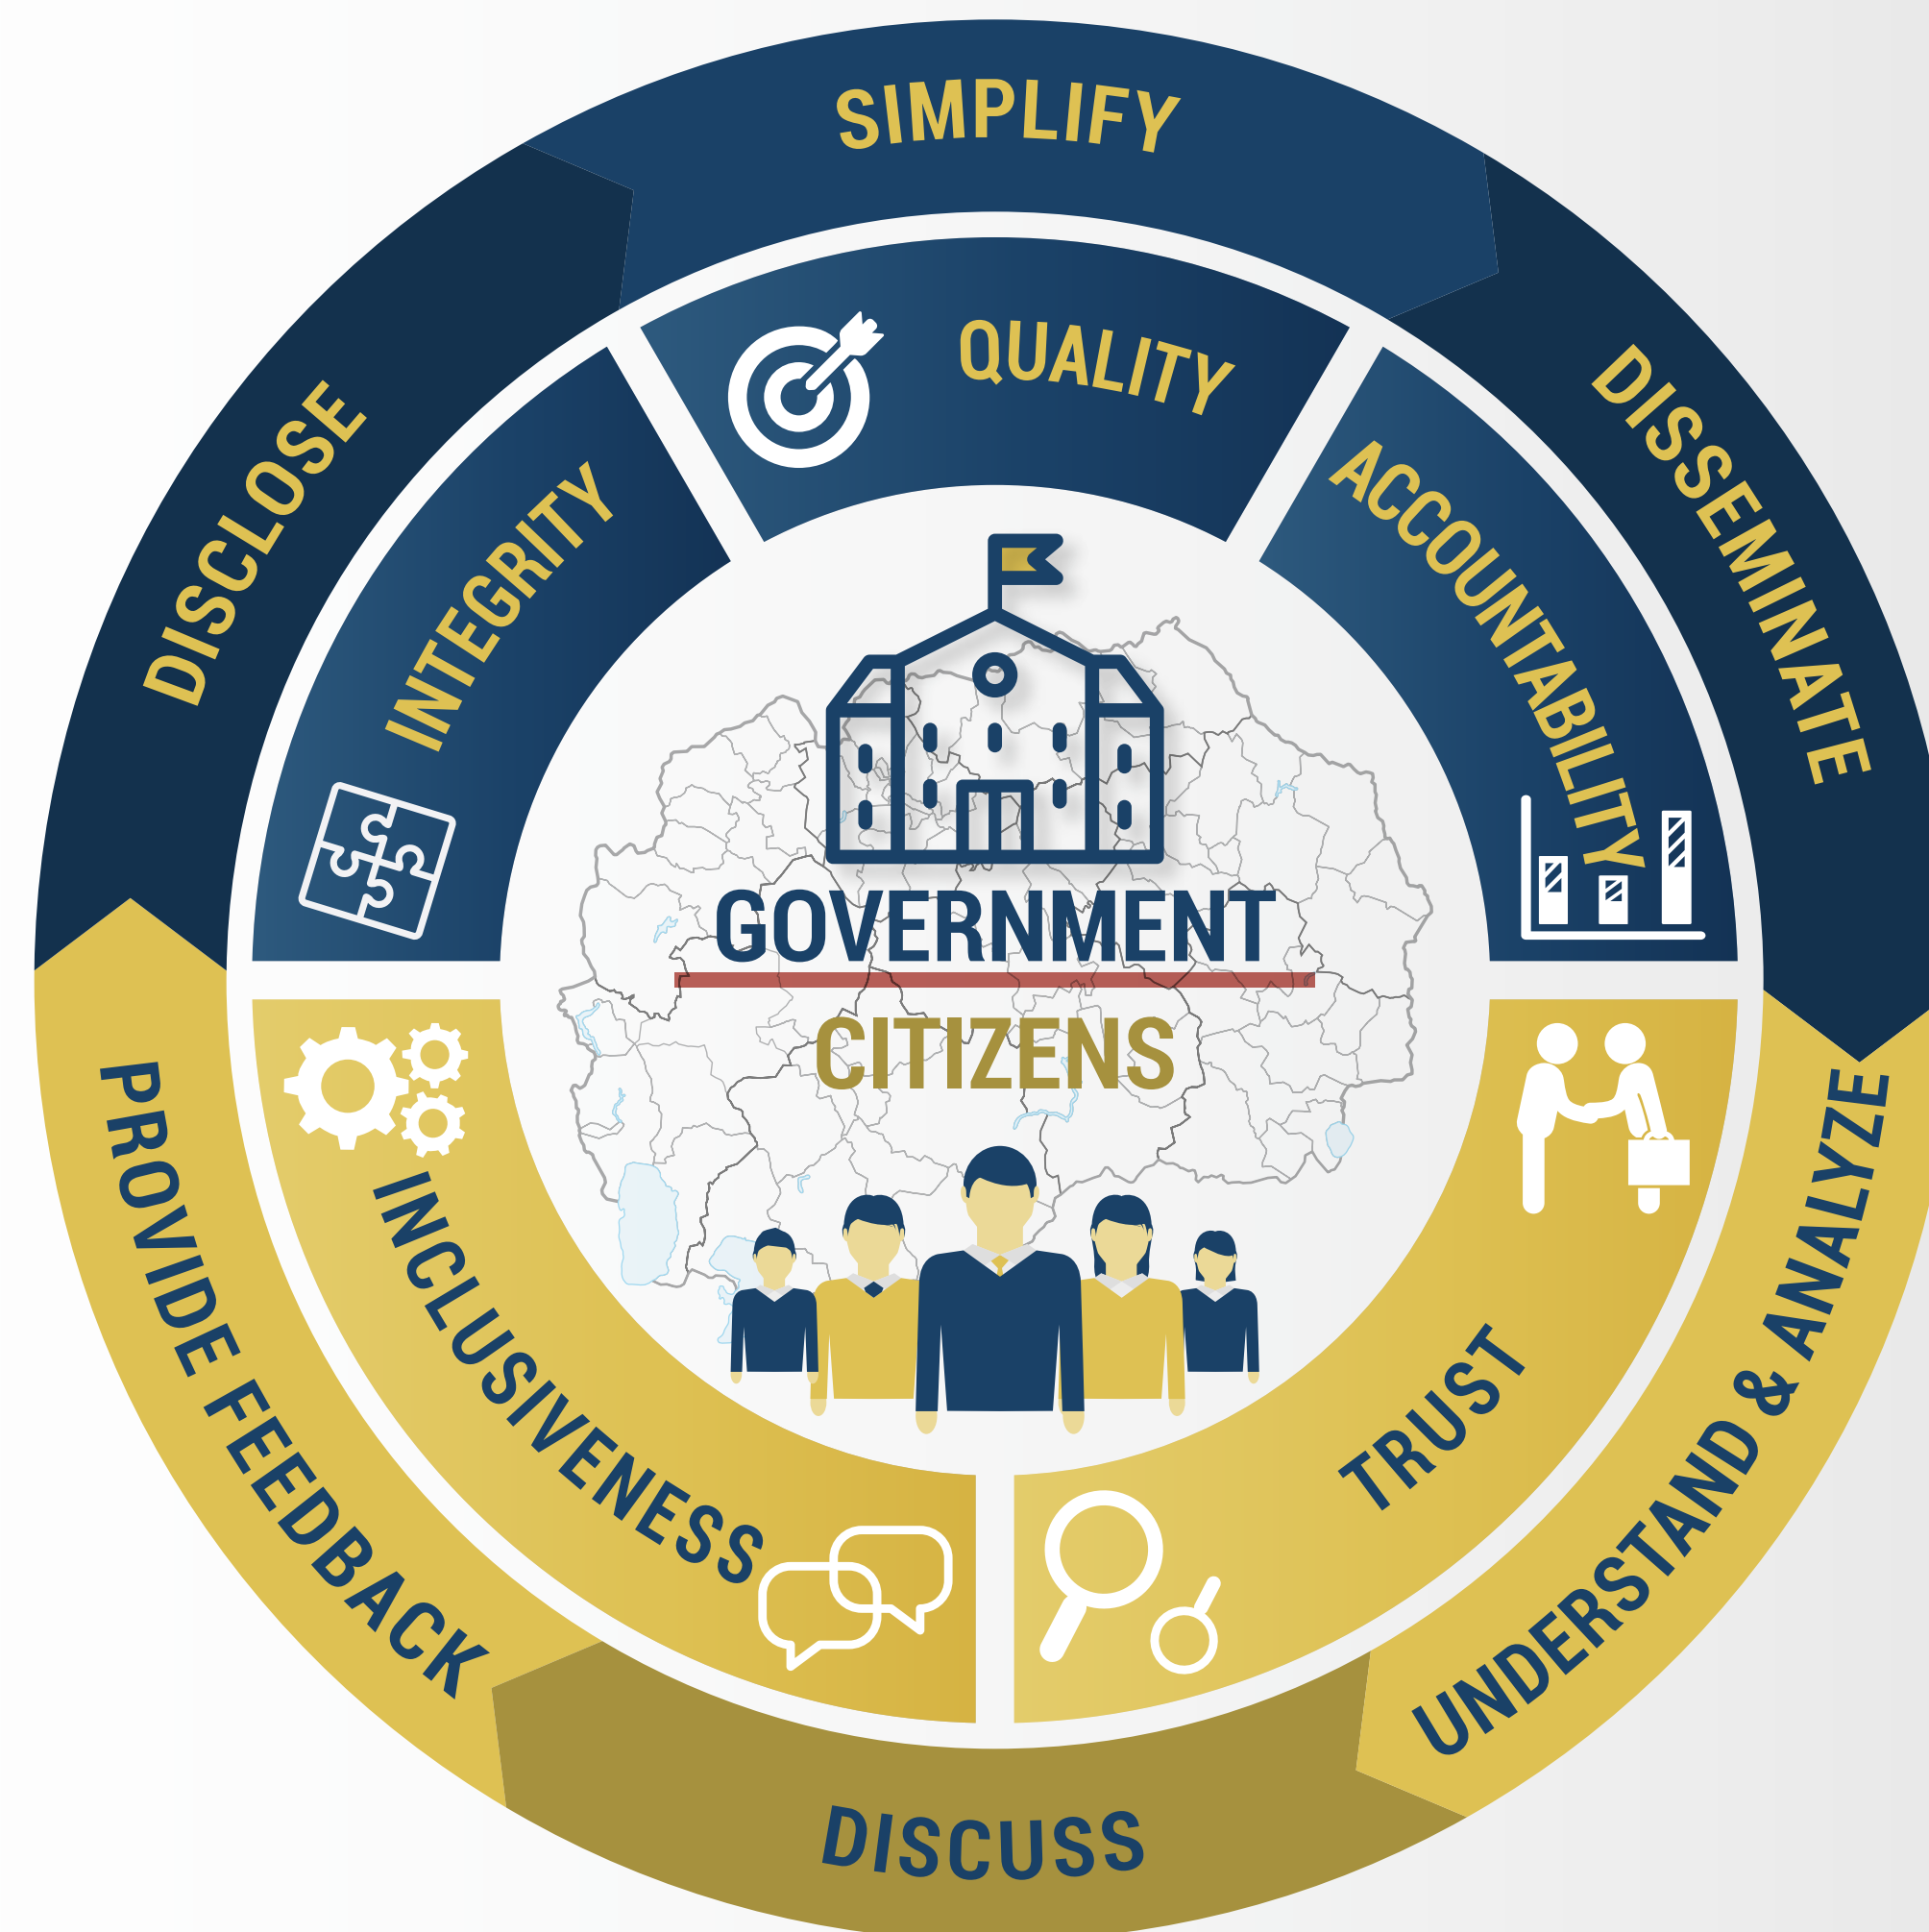 SIMPLIFY
DISSEMINATE
UNDERSTAND & ANALYZE
DISCUSS
PROVIDE FEEDBACK
DISCLOSE
QUALITY
ACCOUNTABILITY
TRUST
INCLUSIVENESS
INTEGRITY
GOVERNMENT
CITIZENS